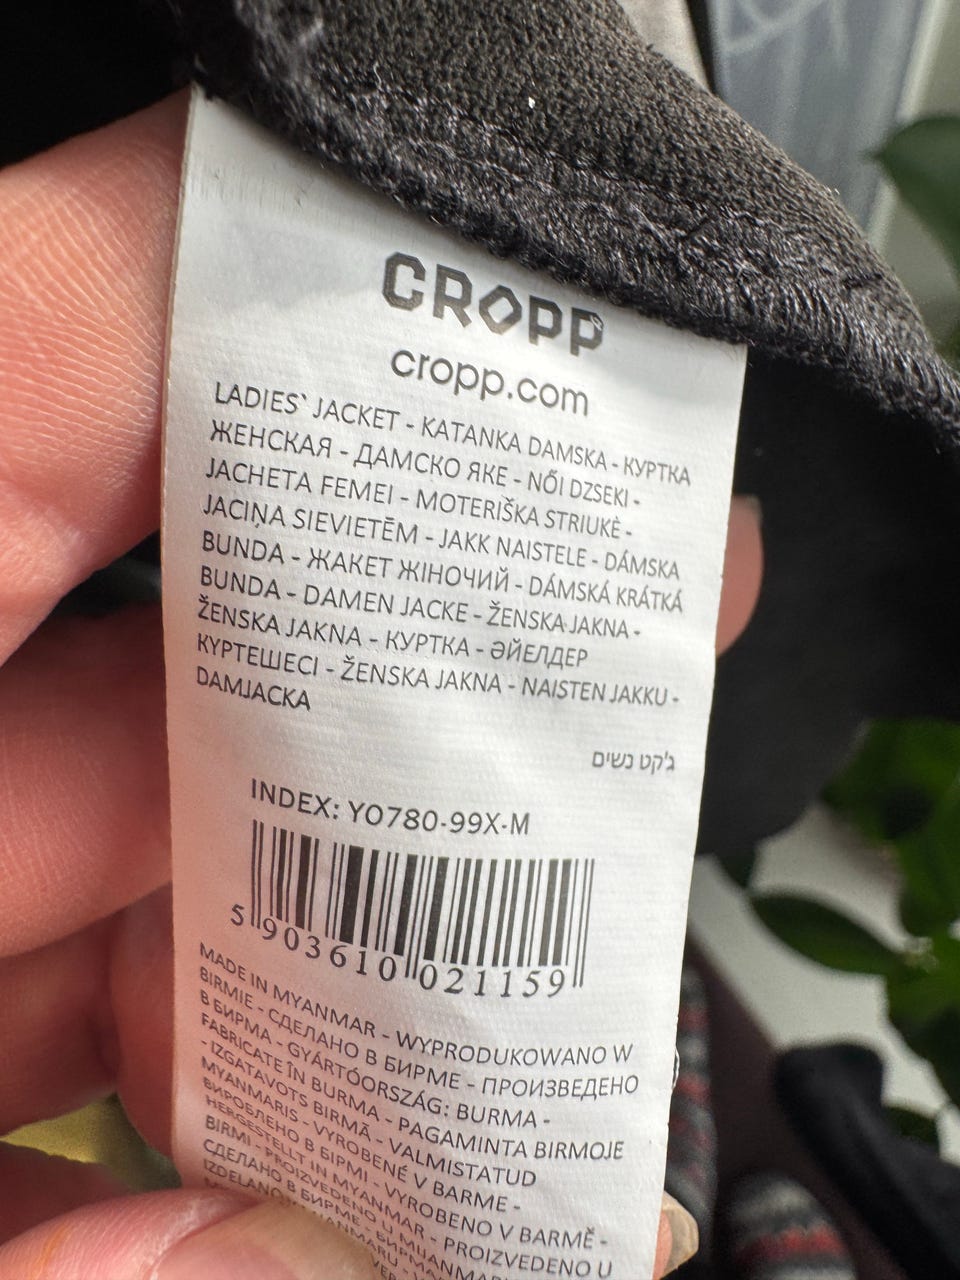 CROPP
cropp.com
LADIES` JACKET - KATANKA DAMSKA - КУРТКА
ЖЕНСКАЯ - ДАМСКО ЯКЕ - NŐI DZSEKI -
JACHETA FEMEI - MOTERIŠKA STRIUKĖ -
JACIŅA SIEVIETĒM - JAKK NAISTELE - DÁMSKA
BUNDA - ЖАКЕТ ЖІНОЧИЙ - DÁMSKÁ KRÁTKÁ
BUNDA - DAMEN JACKE - ŽENSKA JAKNA -
ŽENSKA JAKNA - КУРТКА - ӘЙЕЛДЕР
КҮРТЕШЕСІ - ŽENSKA JAKNA - NAISTEN JAKKU -
DAMJACKA
ג'קט נשים
INDEX: YO780-99X-M
5 903610 021159
MADE IN MYANMAR - WYPRODUKOWANO W
BIRMIE - СДЕЛАНО В БИРМЕ - ПРОИЗВЕДЕНО
В БИРМА - GYÁRTÓORSZÁG: BURMA -
FABRICATE ÎN BURMA - PAGAMINTA BIRMOJE
- IZGATAVOTS BIRMĀ - VALMISTATUD
MYANMARIS - VYROBENÉ V BARME -
ВИРОБЛЕНО В БІРМІ - VYROBENO V BARMĚ -
HERGESTELLT IN MYANMAR - PROIZVEDENO U
BIRMI - PROIZVEDENO U MIJANMARU -
СДЕЛАНО В БИРМЕ -